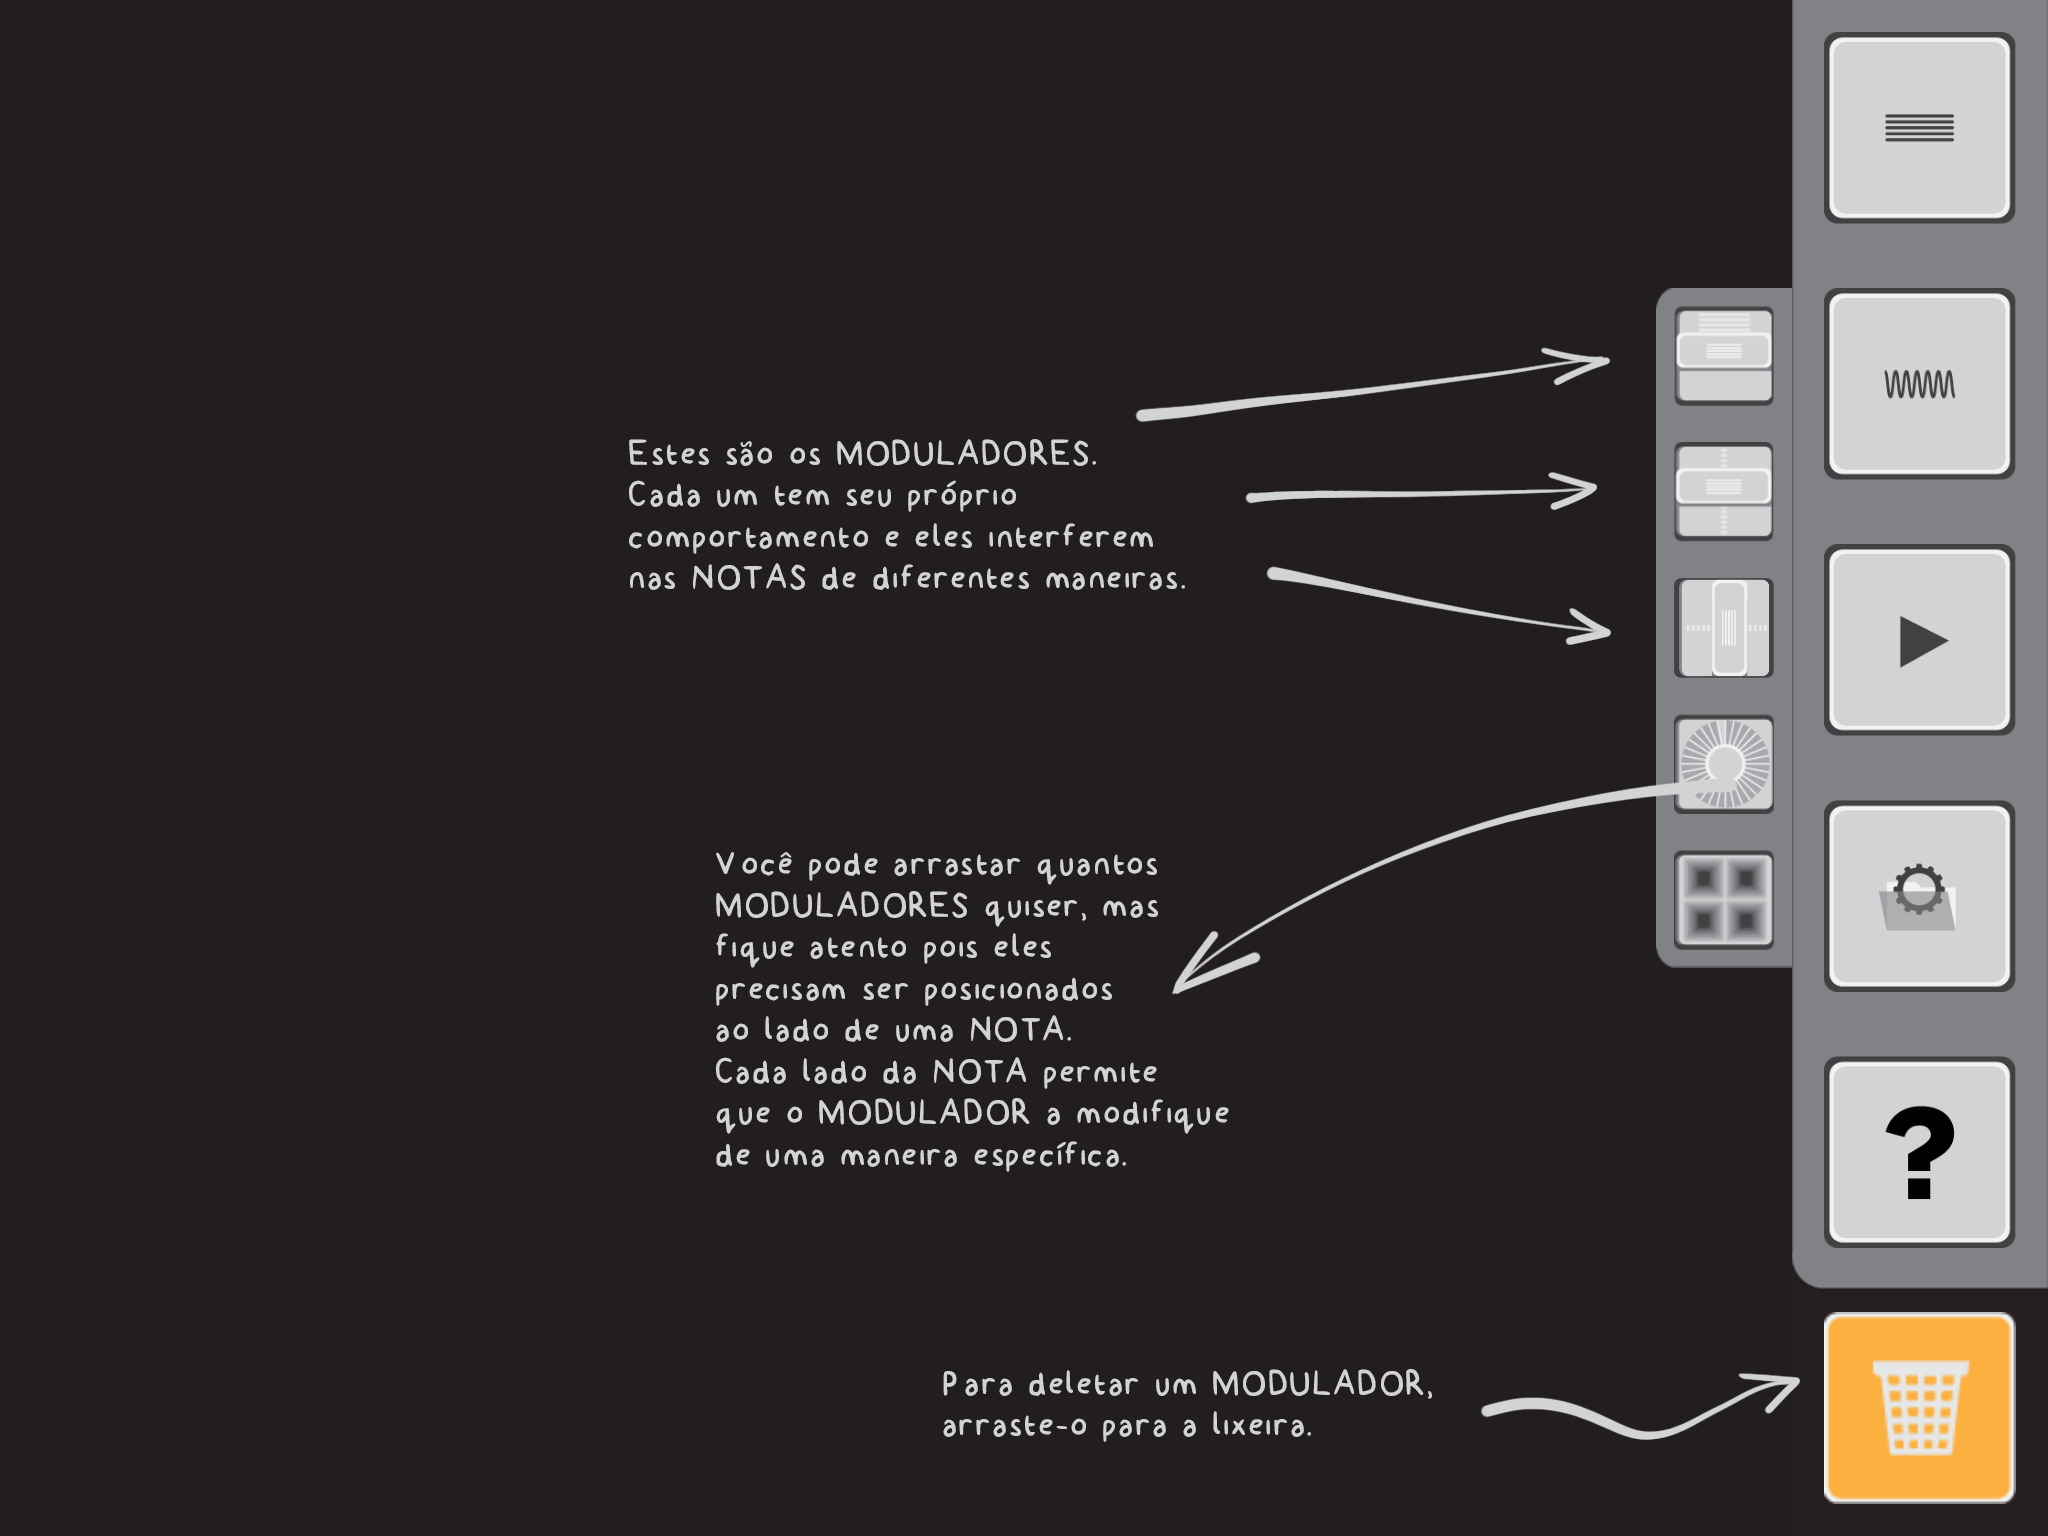 Estes são os MODULADORES.
Cada um tem seu próprio
comportamento e eles interferem
nas NOTAS de diferentes maneiras.
Você pode arrastar quantos
MODULADORES quiser, mas
fique atento pois eles
precisam ser posicionados
ao lado de uma NOTA.
Cada lado da NOTA permite
que o MODULADOR a modifique
de uma maneira específica.
?
Para deletar um MODULADOR,
arraste-o para a lixeira.